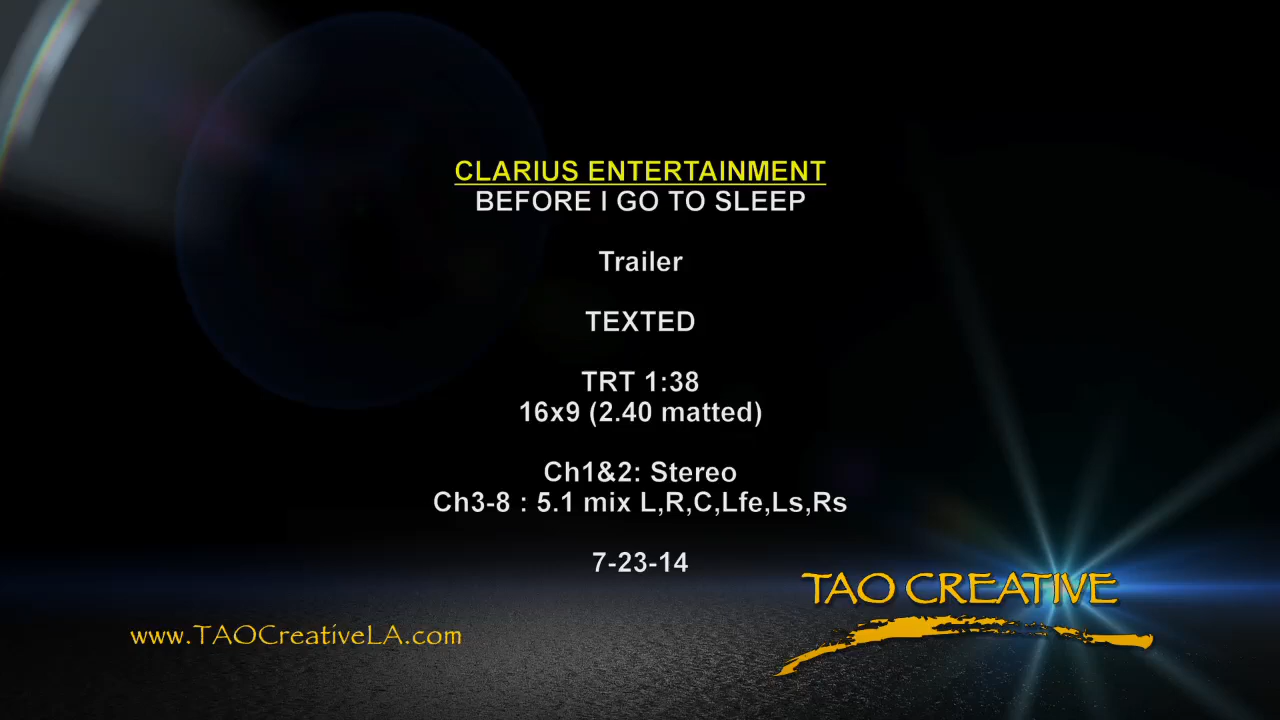 CLARIUS ENTERTAINMENT
BEFORE I GO TO SLEEP
Trailer
TEXTED
TRT 1:38
16x9 (2.40 matted)
Ch1&2: Stereo
Ch3-8 : 5.1 mix L,R,C,Lfe,Ls,Rs
7-23-14
TAO CREATIVE
www.TAOCreativeLA.com